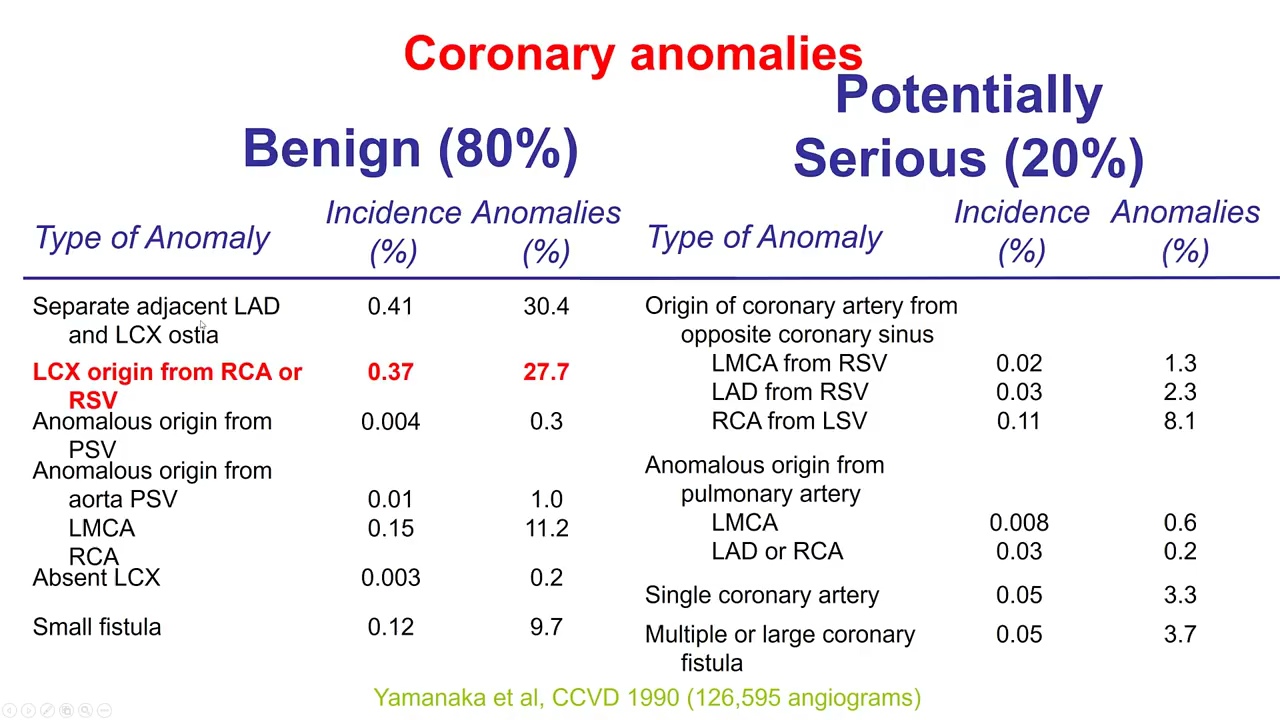 Coronary anomalies
Benign (80%)
Type of Anomaly Incidence (%) Anomalies (%)
Separate adjacent LAD 0.41 30.4
and LCX ostia
LCX origin from RCA or 0.37 27.7
RSV
Anomalous origin from 0.004 0.3
PSV
Anomalous origin from
aorta PSV 0.01 1.0
LMCA 0.15 11.2
RCA
Absent LCX 0.003 0.2
Small fistula 0.12 9.7
Potentially
Serious (20%)
Type of Anomaly Incidence (%) Anomalies (%)
Origin of coronary artery from
opposite coronary sinus
LMCA from RSV 0.02 1.3
LAD from RSV 0.03 2.3
RCA from LSV 0.11 8.1
Anomalous origin from
pulmonary artery
LMCA 0.008 0.6
LAD or RCA 0.03 0.2
Single coronary artery 0.05 3.3
Multiple or large coronary 0.05 3.7
fistula
Yamanaka et al, CCVD 1990 (126,595 angiograms)